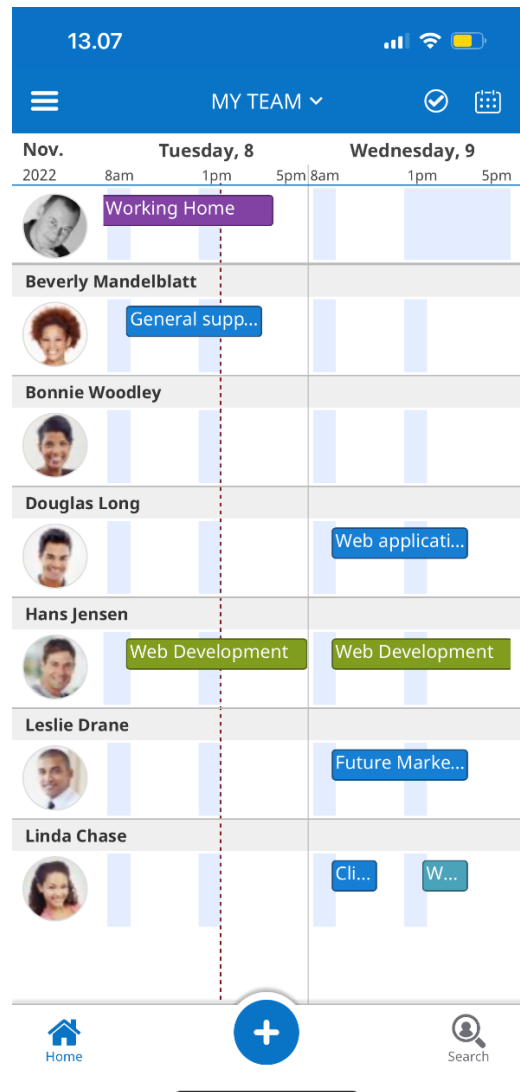 13.07
MY TEAM
Nov. Tuesday, 8 Wednesday, 9
2022 8am 1pm 5pm 8am 1pm 5pm
Working Home
Beverly Mandelblatt
General supp...
Bonnie Woodley
Douglas Long
Web applicati...
Hans Jensen
Web Development Web Development
Leslie Drane
Future Marke...
Linda Chase
Cli... W...
Home Search